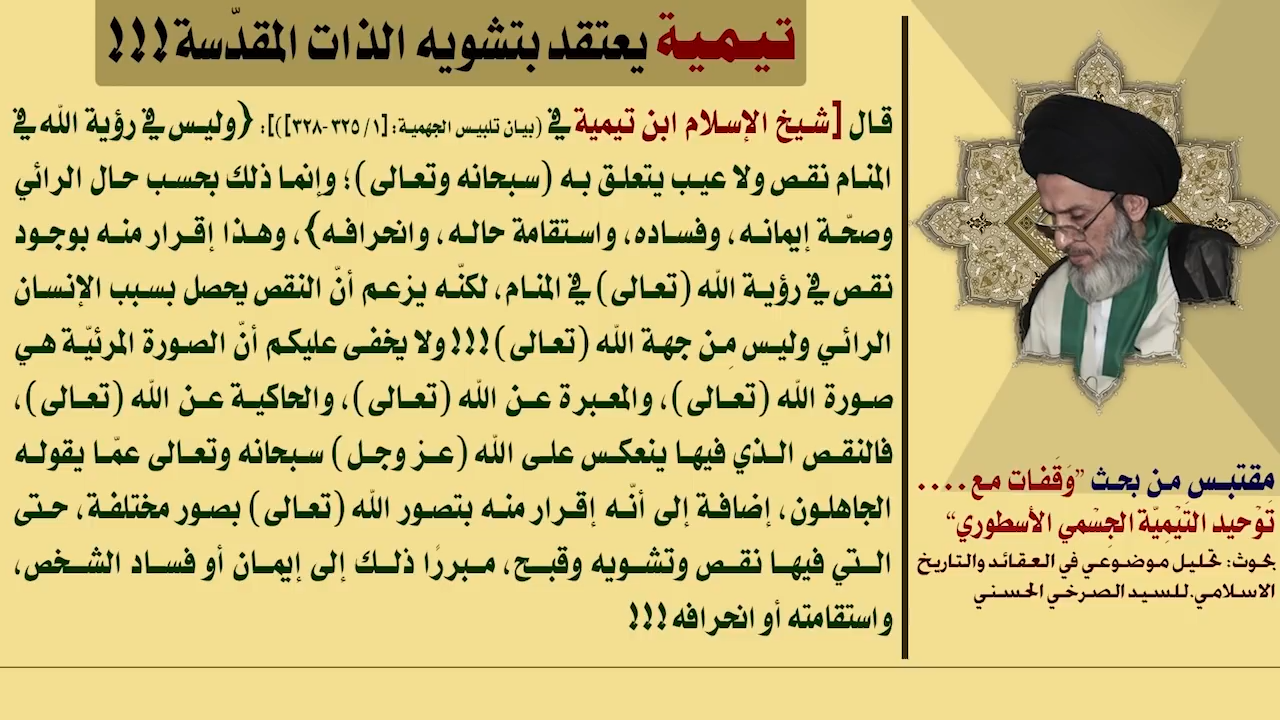 تيمية يعتقد بتشويه الذات المقدّسة!!!
قال [شيخ الإسلام ابن تيمية في (بيان تلبيس الجهمية: [١/ ٣٢٥ -٣٢٨])]: {وليس في رؤية الله في
المنام نقص ولا عيب يتعلق به (سبحانه وتعالى)؛ وإنما ذلك بحسب حال الرائي
وصحّة إيمانه، وفساده، واستقامة حاله، وانحرافه}، وهذا إقرار منه بوجود
نقص في رؤية الله (تعالى) في المنام، لكنّه يزعم أنّ النقص يحصل بسبب الإنسان
الرائي وليس مِن جهة الله (تعالى)!!! ولا يخفى عليكم أنّ الصورة المرئيّة هي
صورة الله (تعالى)، والمعبرة عن الله (تعالى)، والحاكية عن الله (تعالى)،
فالنقص الذي فيها ينعكس على الله (عز وجل) سبحانه وتعالى عمّا يقوله
الجاهلون، إضافة إلى أنّه إقرار منه بتصور الله (تعالى) بصور مختلفة، حتى
التي فيها نقص وتشويه وقبح، مبررًا ذلك إلى إيمان أو فساد الشخص،
واستقامته أو انحرافه!!!
مقتبس مِن بحث "وَقَفات مع....
تَوْحيد التَيْمِيّة الجِسْمي الأسطوري"
بحوث: تحليل موضوعي في العقائد والتاريخ
الاسلامي.للسيد الصرخي الحسني